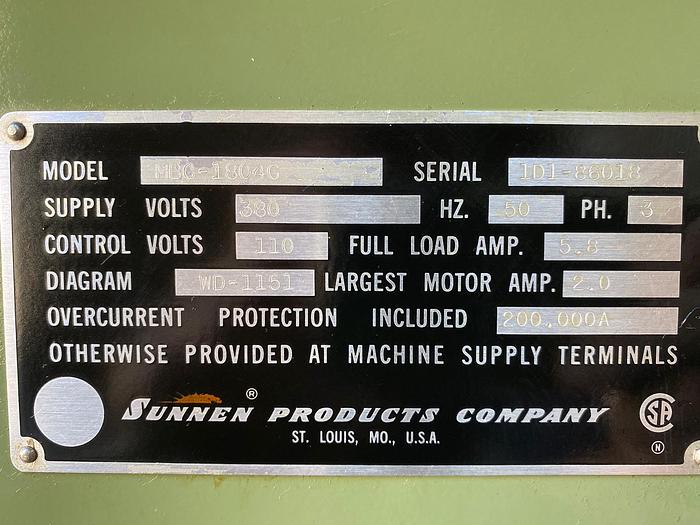 MODEL MBC-1804G SERIAL 1D1-86018
SUPPLY VOLTS 380 HZ. 50 PH. 3
CONTROL VOLTS 110 FULL LOAD AMP. 5.8
DIAGRAM WD-1151 LARGEST MOTOR AMP. 2.0
OVERCURRENT PROTECTION INCLUDED 200,000A
OTHERWISE PROVIDED AT MACHINE SUPPLY TERMINALS
SUNNEN ® PRODUCTS COMPANY SA
ST. LOUIS, MO., U.S.A. N